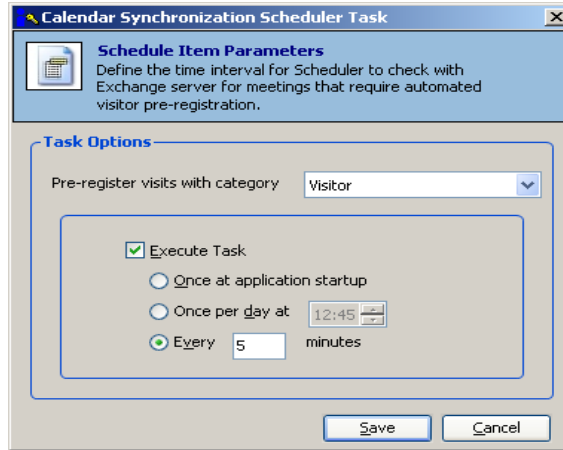 Calendar Synchronization Scheduler Task
Schedule Item Parameters
Define the time interval for Scheduler to check with
Exchange server for meetings that require automated
visitor pre-registration.
Task Options
Pre-register visits with category Visitor
Execute Task
Once at application startup
Once per day at 12:45
Every 5 minutes
Save Cancel